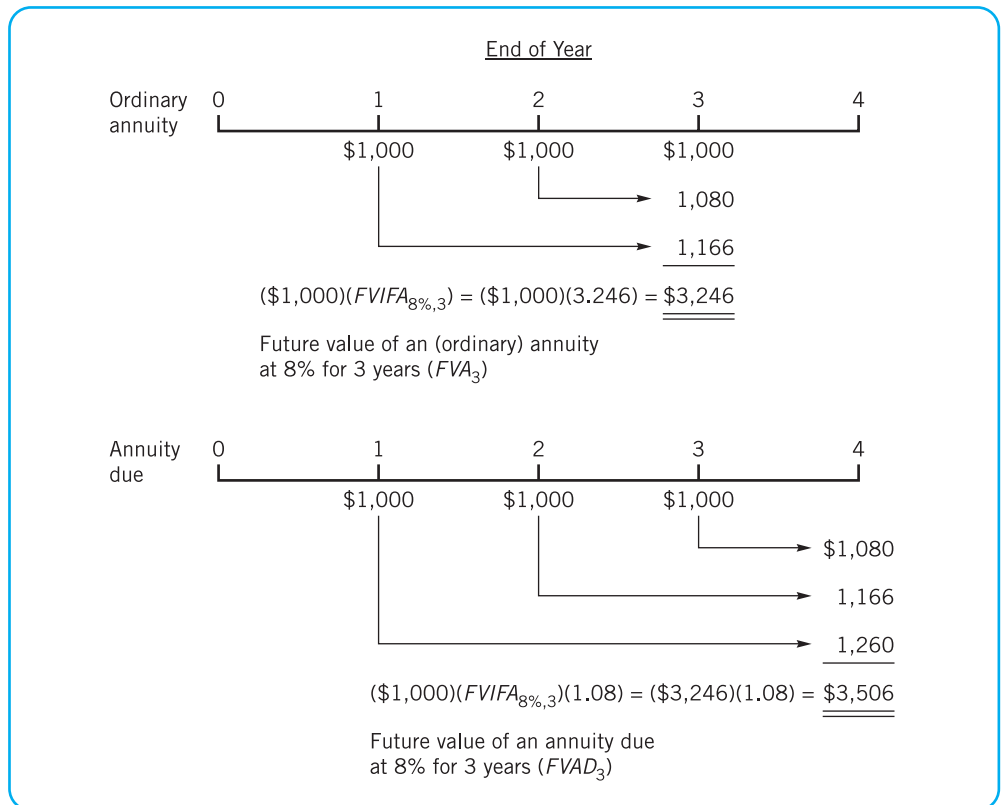 End of Year
Ordinary annuity 0 1 2 3 4
$1,000 $1,000 $1,000
1,080
1,166
($1,000)(FVIFA8%,3) = ($1,000)(3.246) = $3,246
Future value of an (ordinary) annuity
at 8% for 3 years (FVA3)
Annuity due 0 1 2 3 4
$1,000 $1,000 $1,000
$1,080
1,166
1,260
($1,000)(FVIFA8%,3)(1.08) = ($3,246)(1.08) = $3,506
Future value of an annuity due
at 8% for 3 years (FVAD3)